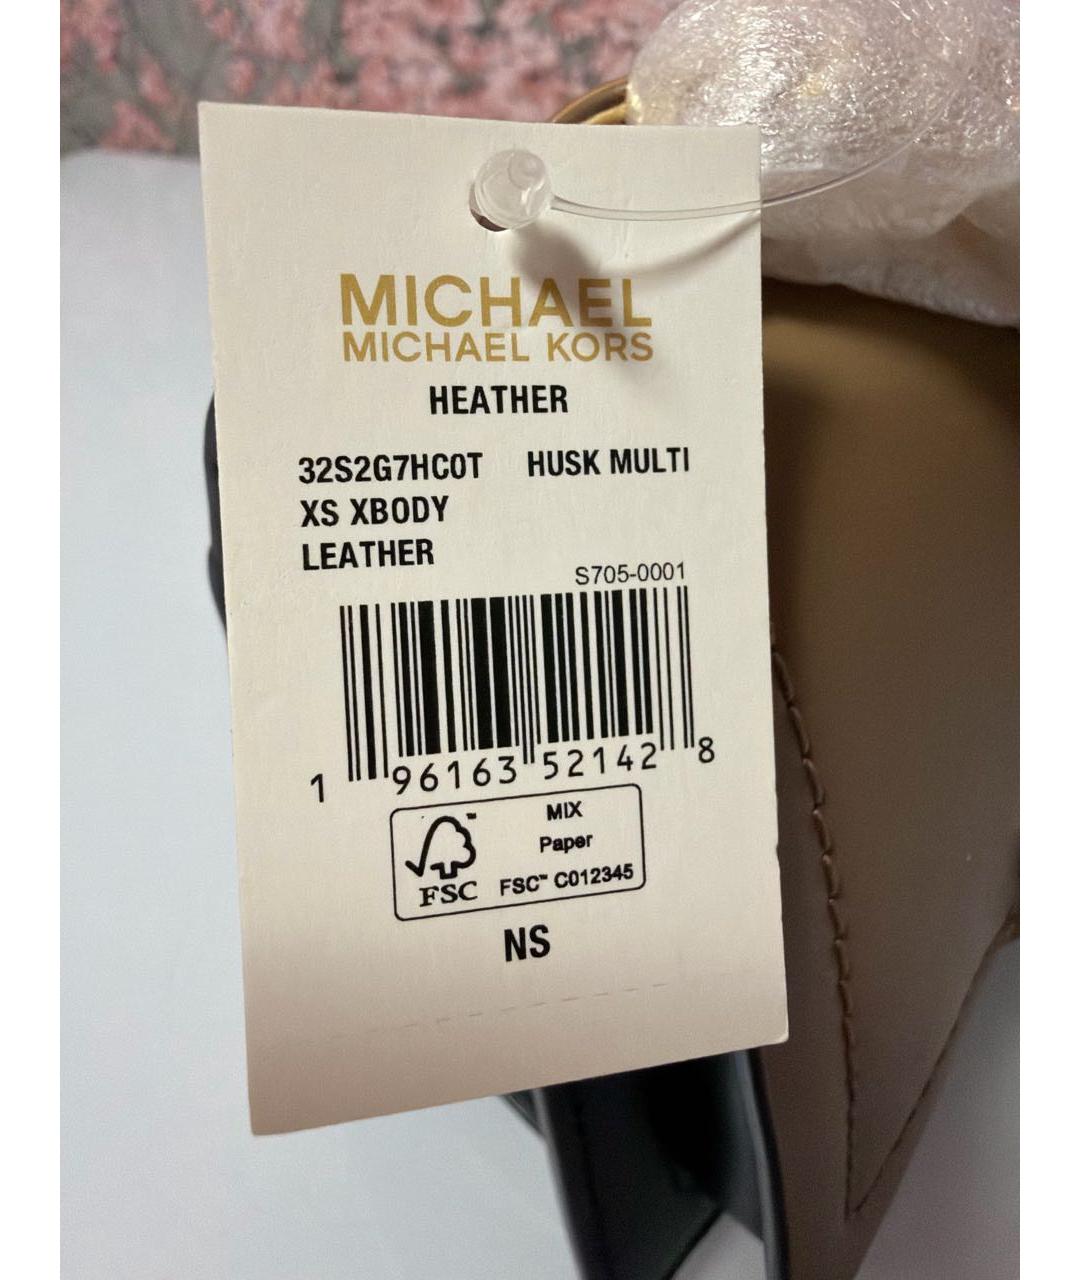 MICHAEL
MICHAEL KORS
HEATHER
32S2G7HC0T HUSK MULTI
XS XBODY
LEATHER
S705-0001
1 96163 52142 8
FSC™
MIX
Paper
FSC™ C012345
NS